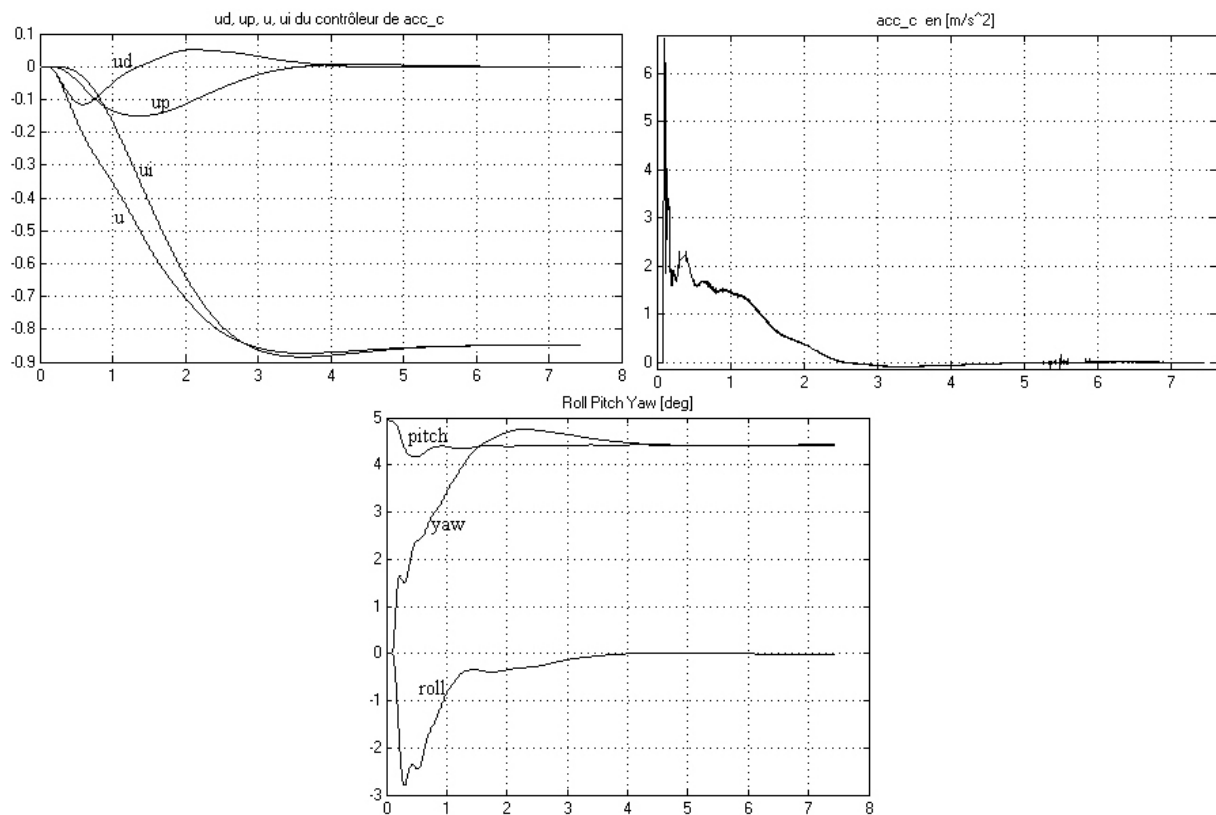 ud, up, u, ui du contrôleur de acc_c
0.1
0
-0.1
-0.2
-0.3
-0.4
-0.5
-0.6
-0.7
-0.8
-0.9
ud
up
ui
u
0 1 2 3 4 5 6 7 8
acc_c en [m/s^2]
6
5
4
3
2
1
0
0 1 2 3 4 5 6 7
Roll Pitch Yaw [deg]
5
4
3
2
1
0
-1
-2
-3
pitch
yaw
roll
0 1 2 3 4 5 6 7 8